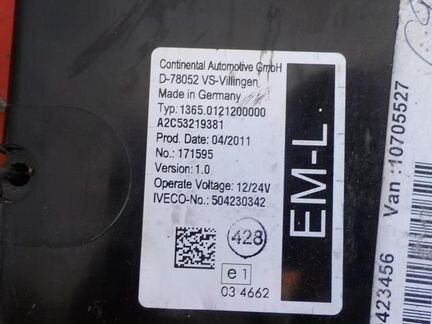 Continental Automotive GmbH
D-78052 VS-Villingen
Made in Germany
Typ: 1365.0121200000
A2C53219381
Prod. Date: 04/2011
No.: 171595
Version: 1.0
Operate Voltage: 12/24V
IVECO-No.: 504230342
428
e1
03 4662
EM-L
423456
Van :10705527